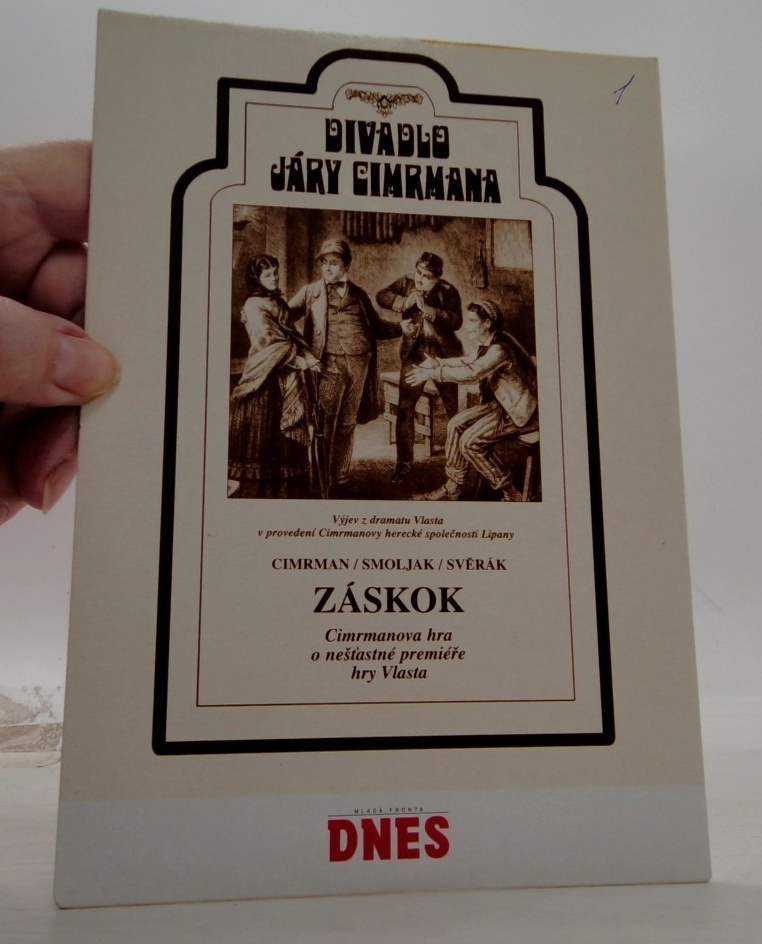 1
DIVADLO
JÁRY CIMRMANA
Výjev z dramatu Vlasta
v provedení Cimrmanovy herecké společnosti Lipany
CIMRMAN / SMOLJAK / SVĚRÁK
ZÁSKOK
Cimrmanova hra
o nešťastné premiéře
hry Vlasta
MLADÁ FRONTA
DNES